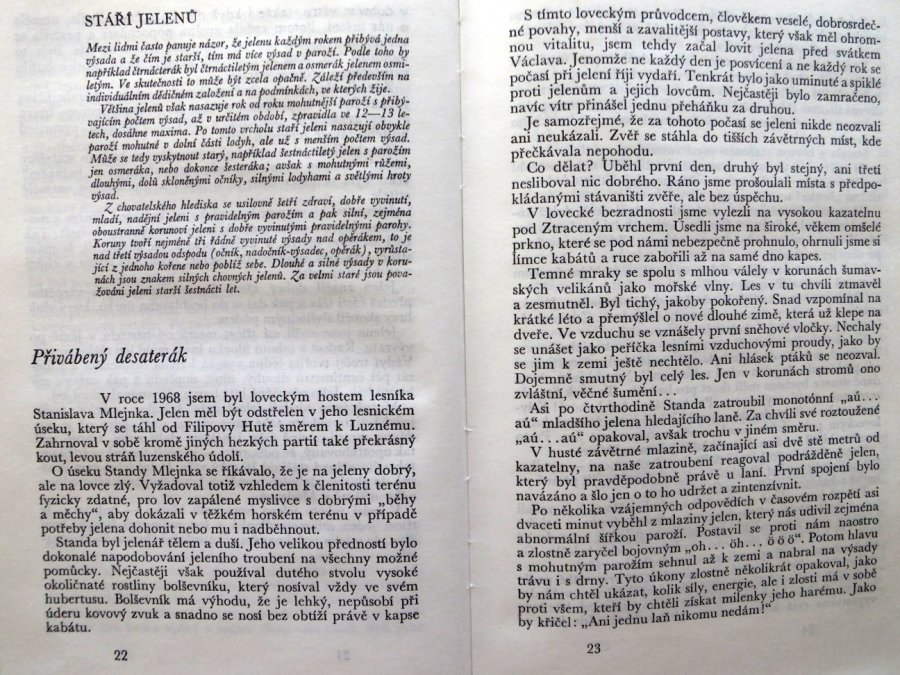 STÁŘÍ JELENŮ
Mezi lidmi často panuje názor, že jelenu každým rokem přibývá jedna
výsada a že čím je starší, tím má více výsad v paroží. Podle toho by
například čtrnácterák byl čtrnáctiletým jelenem a osmerák jelenem osmi-
letým. Ve skutečnosti to může být zcela opačně. Záleží především na
individuálním dědičném založení a na podmínkách, ve kterých žije.
Většina jelenů však nasazuje rok od roku mohutnější paroží s přibý-
vajícím počtem výsad, až v určitém období, zpravidla ve 12—13 le-
tech, dosáhne maxima. Po tomto vrcholu staří jeleni nasazují obvykle
paroží mohutné v dolní části lodyh, ale už s menším počtem výsad.
Může se tedy vyskytnout starý, například šestnáctiletý jelen s parožím
jen osmeráka, nebo dokonce šesteráka; avšak s mohutnými růžemi,
dlouhými, dolů skloněnými očníky, silnými lodyhami a světlými hroty
výsad.
Z chovatelského hlediska se usilovně šetří zdraví, dobře vyvinutí,
mladí, nadějní jeleni s pravidelným parožím a pak silní, zejména
oboustranně korunoví jeleni s dobře vyvinutými pravidelnými parohy.
Koruny tvoří nejméně tři řádně vyvinuté výsady nad opěrákem, to je
nad třetí výsadou odspodu (očník, nadočník-výsadec, opěrák), vyrůsta-
jící z jednoho kořene nebo poblíž sebe. Dlouhé a silné výsady v koru-
nách jsou znakem silných chovných jelenů. Za velmi staré jsou pova-
žováni jeleni starší šestnácti let.
Přivábený desaterák
V roce 1968 jsem byl loveckým hostem lesníka
Stanislava Mlejnka. Jelen měl být odstřelen v jeho lesnickém
úseku, který se táhl od Filipovy Hutě směrem k Luznému.
Zahrnoval v sobě kromě jiných hezkých partií také překrásný
kout, levou stráň luzenského údolí.
O úseku Standy Mlejnka se říkávalo, že je na jeleny dobrý,
ale na lovce zlý. Vyžadoval totiž vzhledem k členitosti terénu
fyzicky zdatné, pro lov zapálené myslivce s dobrými „běhy
a měchy“, aby dokázali v těžkém horském terénu v případě
potřeby jelena dohonit nebo mu i nadběhnout.
Standa byl jelenář tělem a duší. Jeho velikou předností bylo
dokonalé napodobování jeleního troubení na všechny možné
pomůcky. Nejčastěji však používal dutého stvolu vysoké
okoličnaté rostliny bolševníku, který nosíval vždy ve svém
hubertusu. Bolševník má výhodu, že je lehký, nepůsobí při
úderu kovový zvuk a snadno se nosí bez obtíží právě v kapse
kabátu.
22
S tímto loveckým průvodcem, člověkem veselé, dobrosrdeč-
né povahy, menší a zavalitější postavy, který však měl ohrom-
nou vitalitu, jsem tehdy začal lovit jelena před svátkem
Václava. Jenomže ne každý den je posvícení a ne každý rok se
počasí při jelení říji vydaří. Tenkrát bylo jako uminuté a spiklé
proti jelenům a jejich lovcům. Nejčastěji bylo zamračeno,
navíc vítr přinášel jednu přeháňku za druhou.
Je samozřejmé, že za tohoto počasí se jeleni nikde neozvali
ani neukázali. Zvěř se stáhla do tišších závětrných míst, kde
přečkávala nepohodu.
Co dělat? Uběhl první den, druhý byl stejný, ani třetí
nesliboval nic dobrého. Ráno jsme prošoulali místa s předpo-
kládanými stávaništi zvěře, ale bez úspěchu.
V lovecké bezradnosti jsme vylezli na vysokou kazatelnu
pod Ztraceným vrchem. Usedli jsme na široké, věkem omšelé
prkno, které se pod námi nebezpečně prohnulo, ohrnuli jsme si
límce kabátů a ruce zabořili až na samé dno kapes.
Temné mraky se spolu s mlhou válely v korunách šumav-
ských velikánů jako mořské vlny. Les v tu chvíli ztmavěl
a zesmutněl. Byl tichý, jakoby pokořený. Snad vzpomínal na
krátké léto a přemýšlel o nové dlouhé zimě, která už klepe na
dveře. Ve vzduchu se vznášely první sněhové vločky. Nechaly
se unášet jako peříčka lesními vzduchovými proudy, jako by
se jim k zemi ještě nechtělo. Ani hlásek ptáků se neozval.
Dojemně smutný byl celý les. Jen v korunách stromů ono
zvláštní, věčné šumění...
Asi po čtvrthodině Standa zatroubil monotónní „aú...
aú“ mladšího jelena hledajícího laně. Za chvíli své roztoužené
„aú...aú“ opakoval, avšak trochu v jiném směru.
V husté závětrné mlazině, začínající asi dvě stě metrů od
kazatelny, na naše zatroubení reagoval podrážděně jelen,
který byl pravděpodobně právě u laní. První spojení bylo
navázáno a šlo jen o to ho udržet a zintenzívnit.
Po několika vzájemných odpovědích v časovém rozpětí asi
dvaceti minut vyběhl z mlaziny jelen, který nás udivil zejména
abnormální šířkou paroží. Postavil se proti nám naostro
a zlostně zaryčel bojovným „oh... öh... ö ö ö“. Potom hlavu
s mohutným parožím sehnul až k zemi a nabral na výsady
trávu i s drny. Tyto úkony zlostně několikrát opakoval, jako
by nám chtěl ukázat, kolik síly, energie, ale i zlosti má v sobě
proti všem, kteří by chtěli získat milenky jeho harému. Jako
by křičel: „Ani jednu laň nikomu nedám!“
23